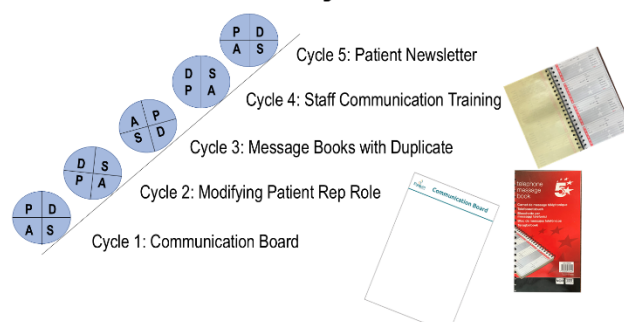 P D
A S
Cycle 5: Patient Newsletter
D S
P A
Cycle 4: Staff Communication Training
A P
S D
Cycle 3: Message Books with Duplicate
D S
P A
Cycle 2: Modifying Patient Rep Role
P D
A S
Cycle 1: Communication Board
Communication Board
telephone
message
book
5